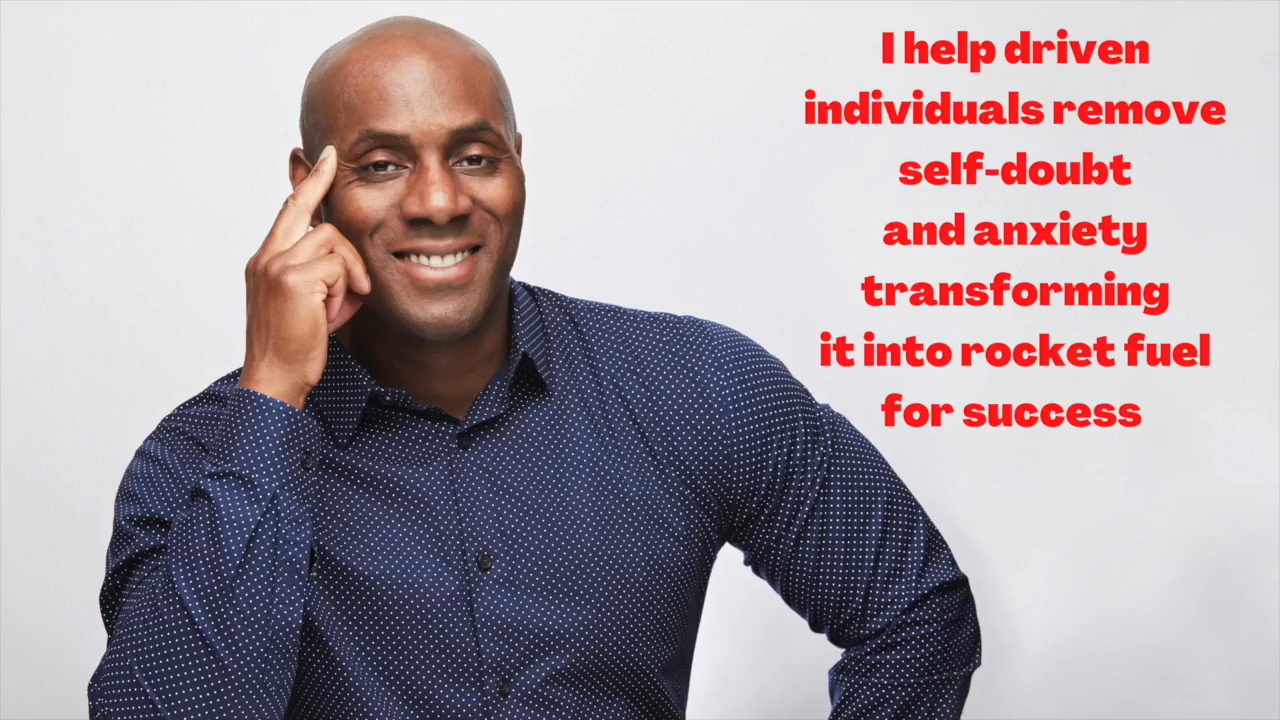 I help driven
individuals remove
self-doubt
and anxiety
transforming
it into rocket fuel
for success